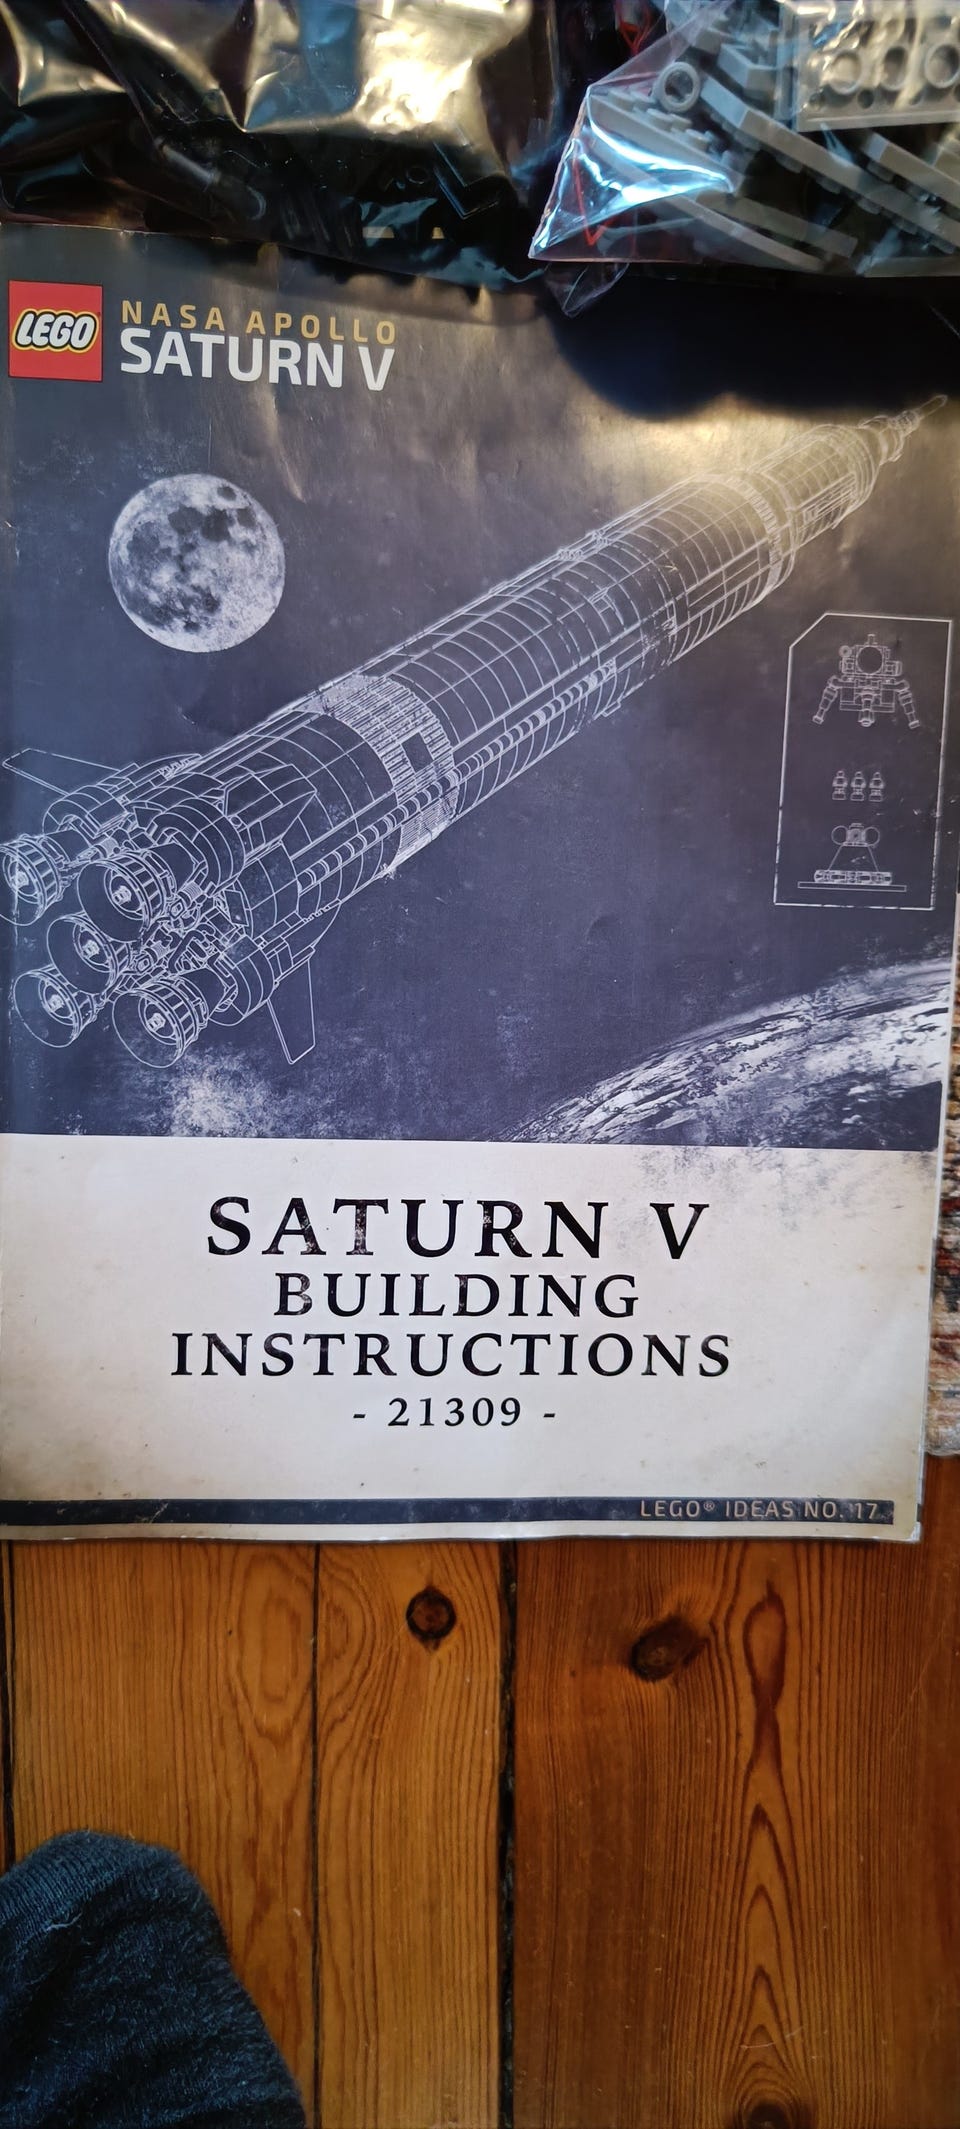 LEGO
NASA APOLLO
SATURN V
SATURN V
BUILDING
INSTRUCTIONS
- 21309 -
LEGO® IDEAS NO. 17